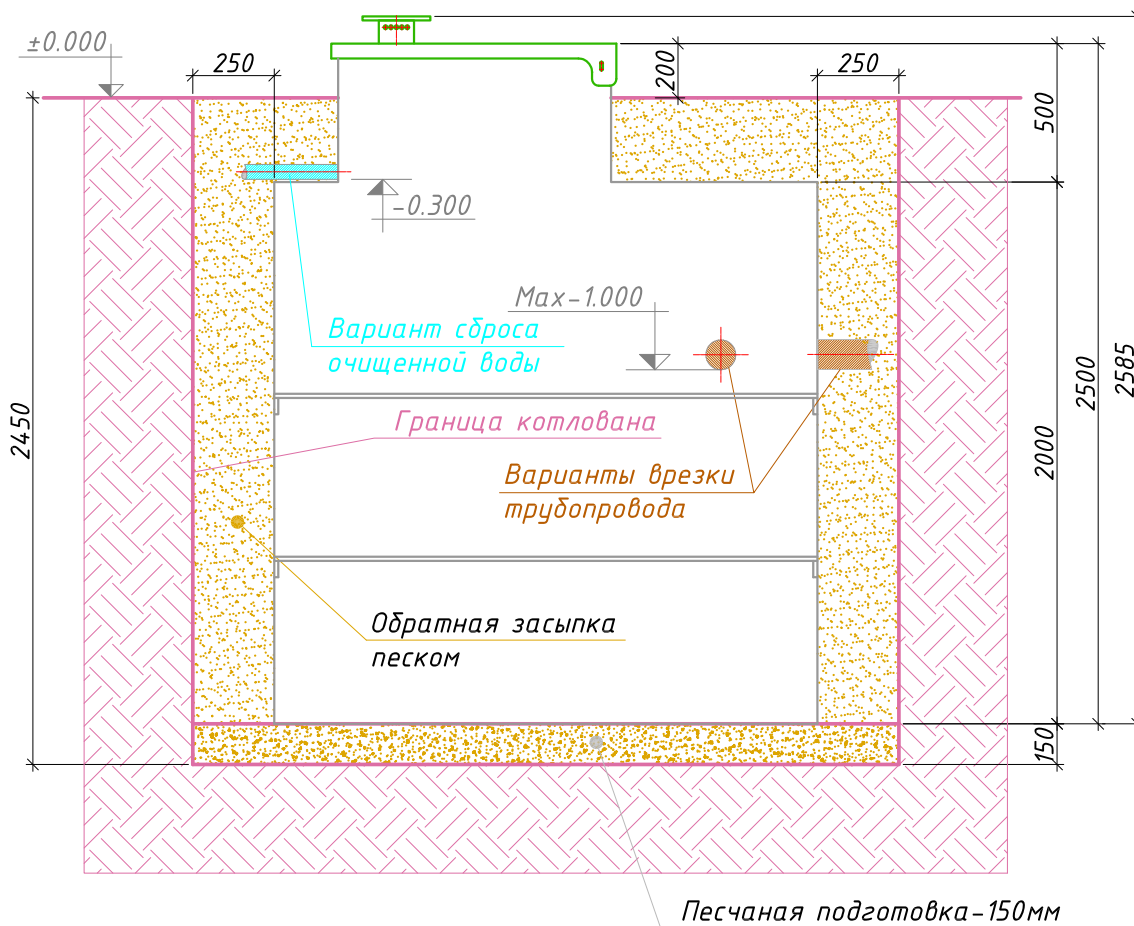 ±0.000
250
200
250
500
-0.300
Max-1.000
Вариант сброса
очищенной воды
2450
Граница котлована
2500
2585
2000
Варианты врезки
трубопровода
Обратная засыпка
песком
150
Песчаная подготовка-150мм